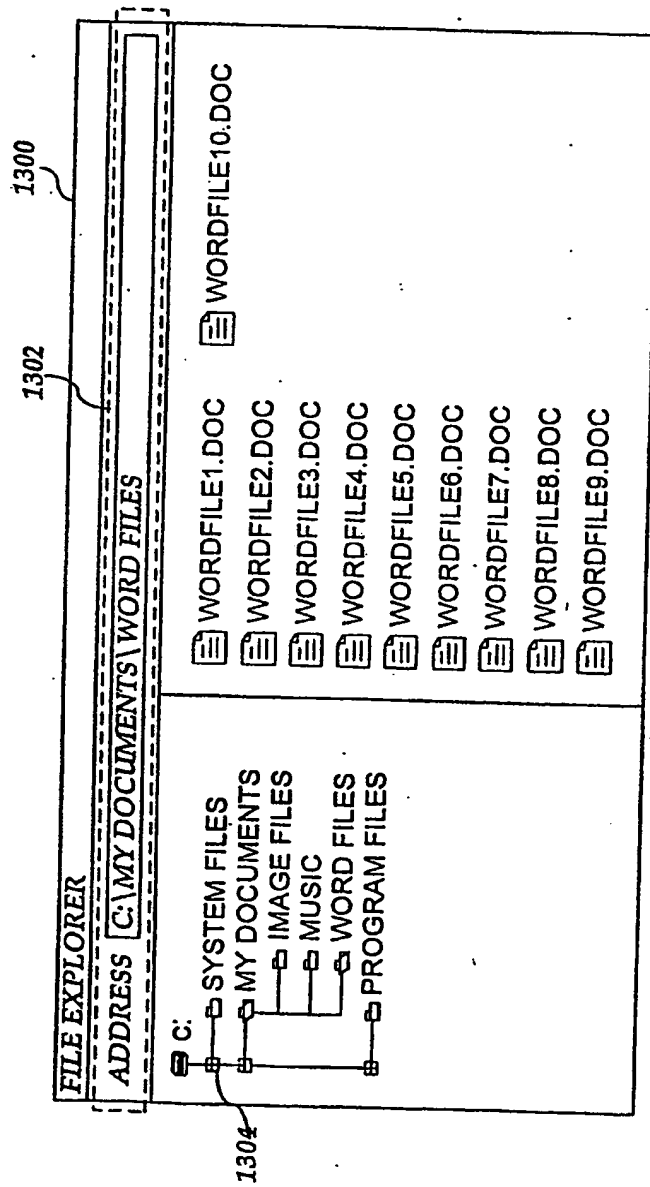 1300
1302
FILE EXPLORER
ADDRESS C:\MY DOCUMENTS\WORD FILES
C:
SYSTEM FILES
1304
MY DOCUMENTS
IMAGE FILES
MUSIC
WORD FILES
PROGRAM FILES
WORDFILE1.DOC
WORDFILE2.DOC
WORDFILE3.DOC
WORDFILE4.DOC
WORDFILE5.DOC
WORDFILE6.DOC
WORDFILE7.DOC
WORDFILE8.DOC
WORDFILE9.DOC
WORDFILE10.DOC